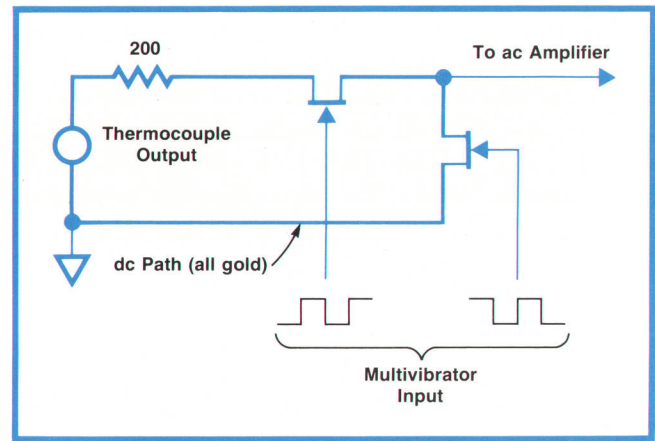 200
To ac Amplifier
Thermocouple
Output
dc Path (all gold)
Multivibrator
Input